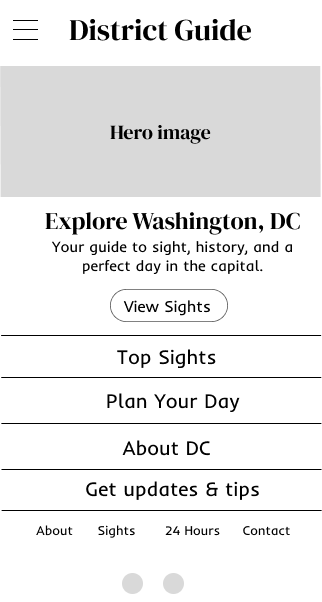 District Guide
Hero image
Explore Washington, DC
Your guide to sight, history, and a
perfect day in the capital.
View Sights
Top Sights
Plan Your Day
About DC
Get updates & tips
About Sights 24 Hours Contact